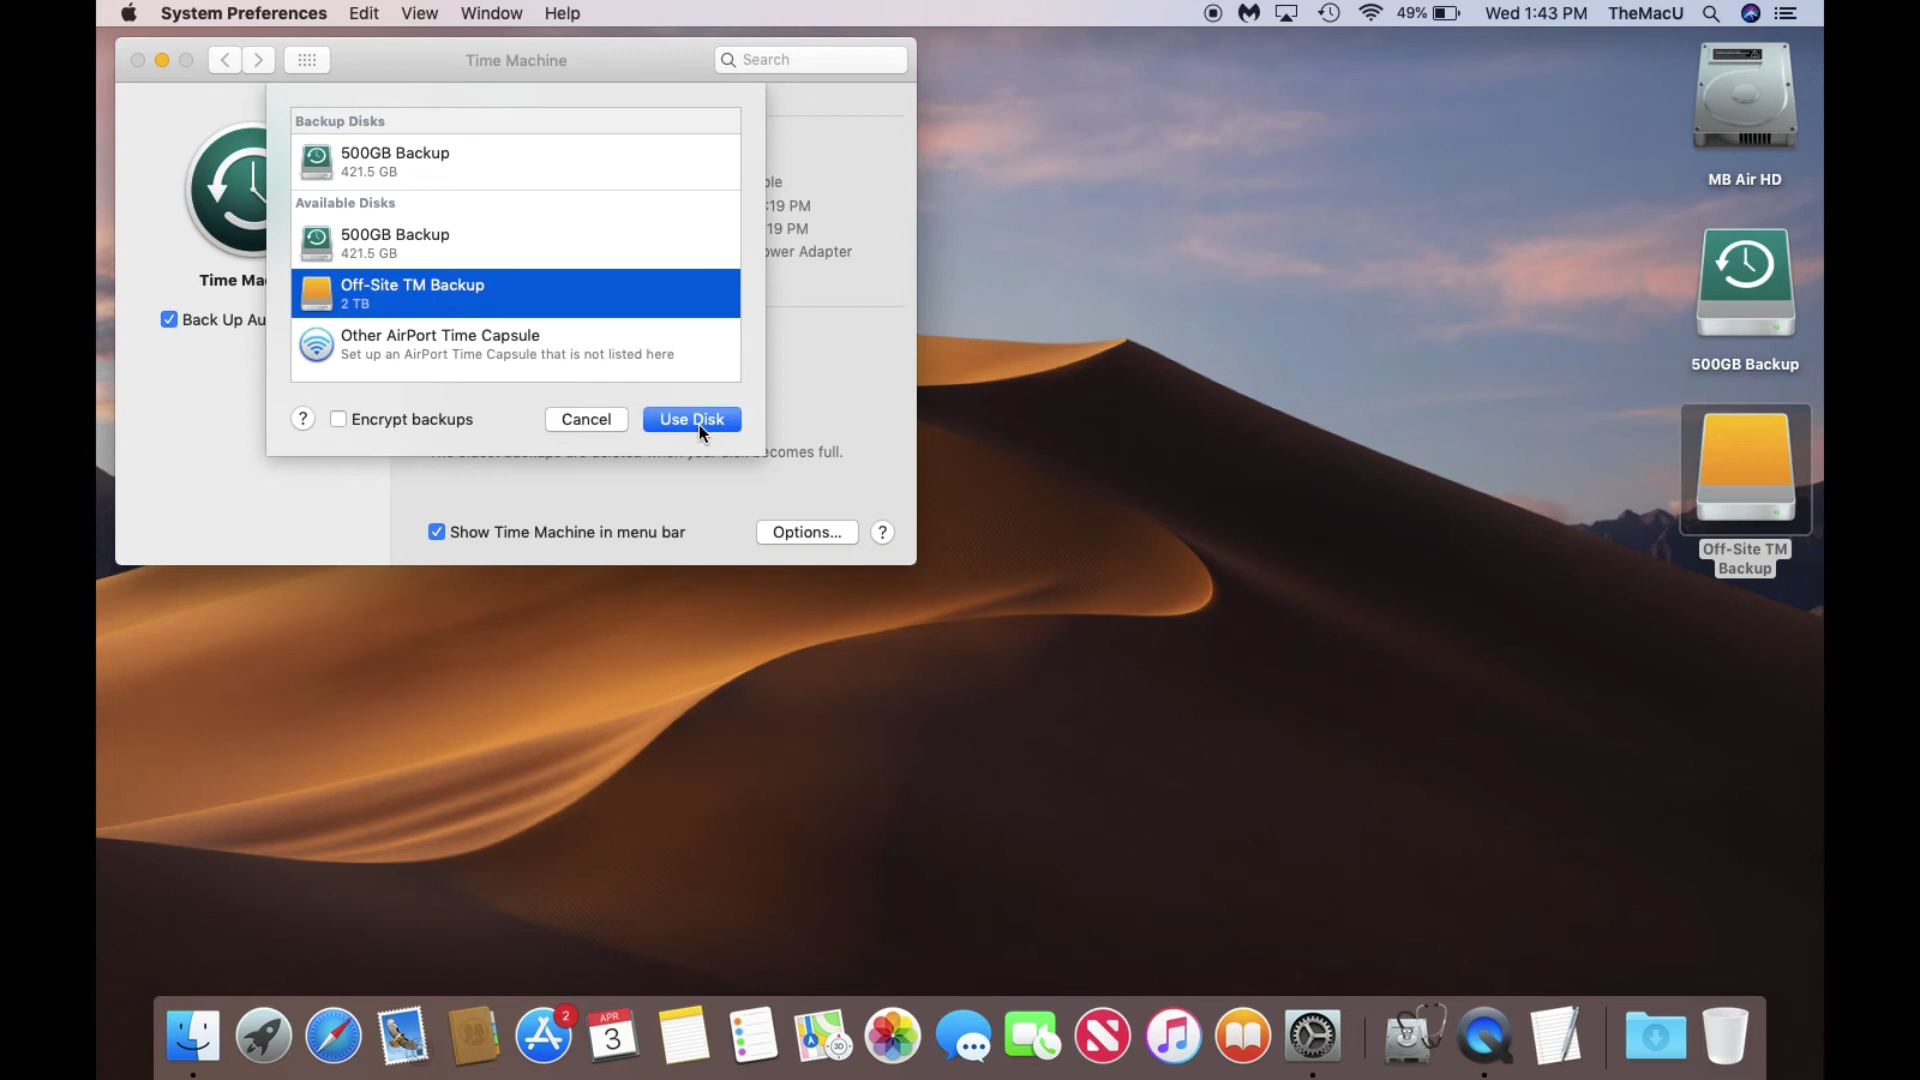 System Preferences Edit View Window Help
49% Wed 1:43 PM TheMacU
Time Machine
Search
Backup Disks
500GB Backup
421.5 GB
Available Disks
500GB Backup
421.5 GB
Off-Site TM Backup
2 TB
Other AirPort Time Capsule
Set up an AirPort Time Capsule that is not listed here
? Encrypt backups Cancel Use Disk
Time Ma
Back Up Au
:19 PM
19 PM
ower Adapter
ecomes full.
Show Time Machine in menu bar Options... ?
MB Air HD
500GB Backup
Off-Site TM
Backup
2
APR
3
3D